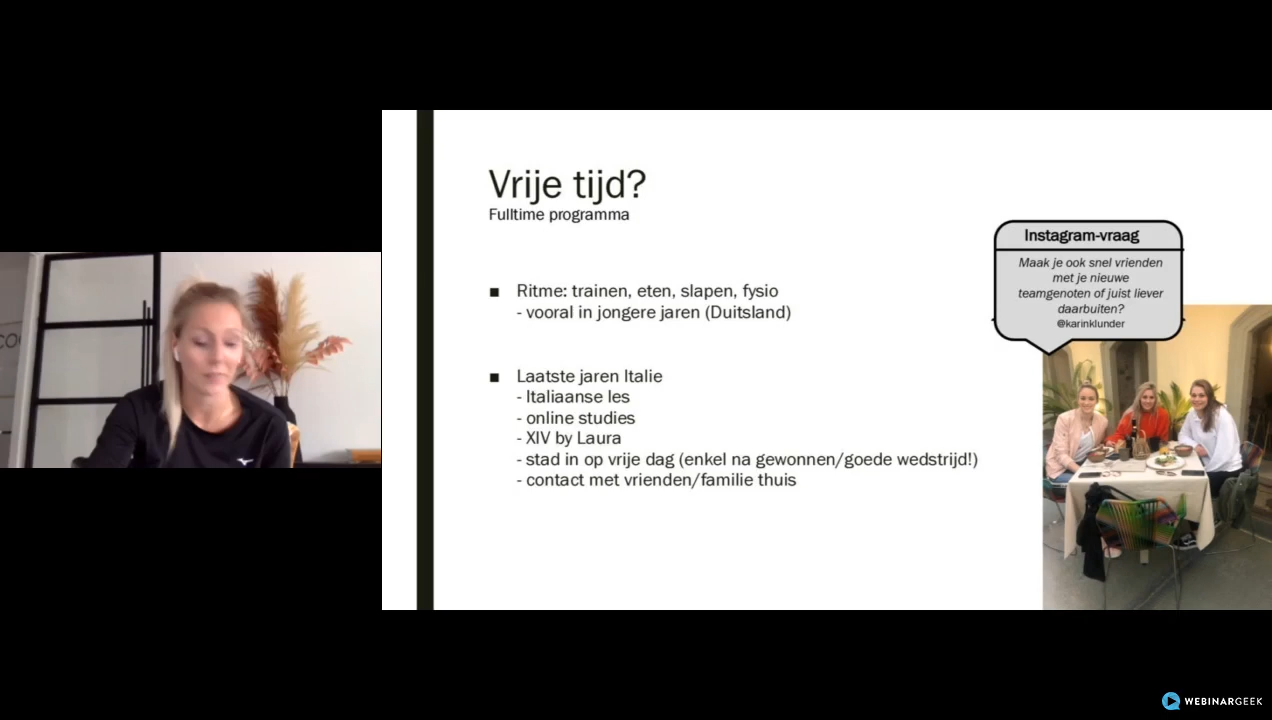 Vrije tijd?
Fulltime programma
Instagram-vraag
Maak je ook snel vrienden
met je nieuwe
teamgenoten of juist liever
daarbuiten?
@karinklunder
■ Ritme: trainen, eten, slapen, fysio
- vooral in jongere jaren (Duitsland)
■ Laatste jaren Italie
- Italiaanse les
- online studies
- XIV by Laura
- stad in op vrije dag (enkel na gewonnen/goede wedstrijd!)
- contact met vrienden/familie thuis
WEBINARGEEK